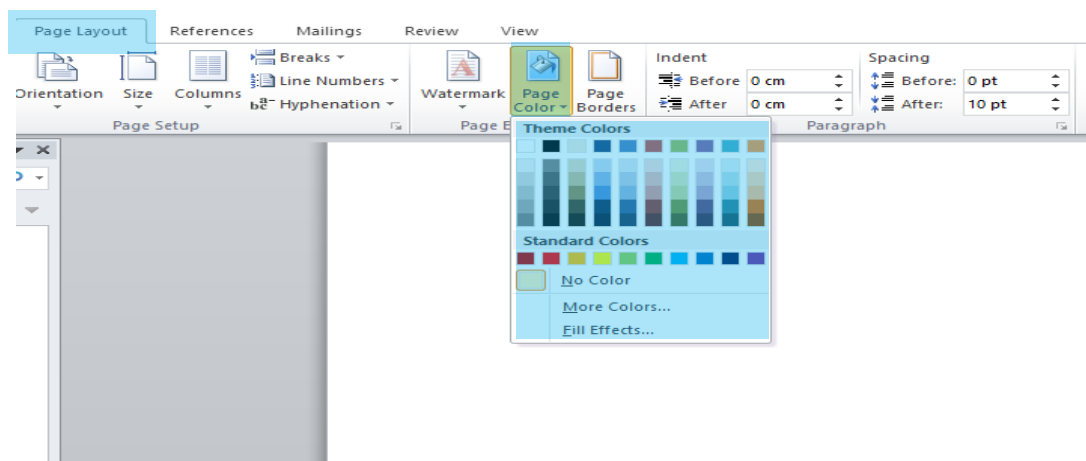 Page Layout References Mailings Review View
Breaks
Line Numbers
Hyphenation
Orientation Size Columns
Watermark Page Color Page Borders
Indent Spacing
Before 0 cm Before: 0 pt
After 0 cm After: 10 pt
Page Setup Page Paragraph
Theme Colors
Standard Colors
No Color
More Colors...
Fill Effects...